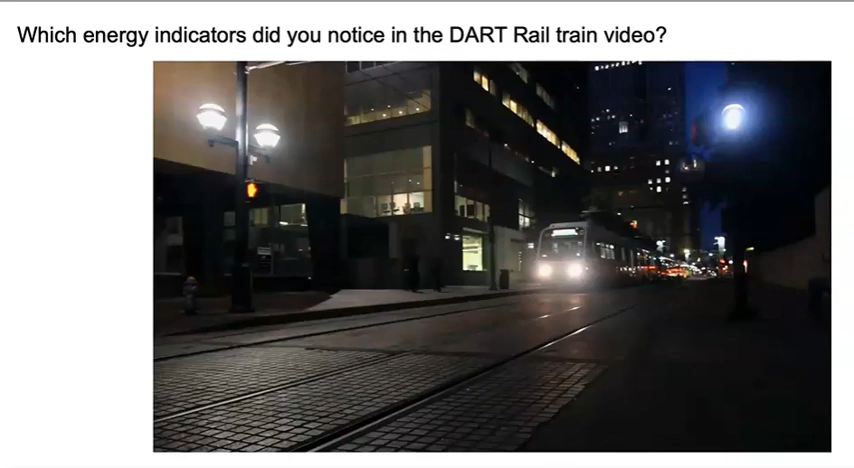 Which energy indicators did you notice in the DART Rail train video?